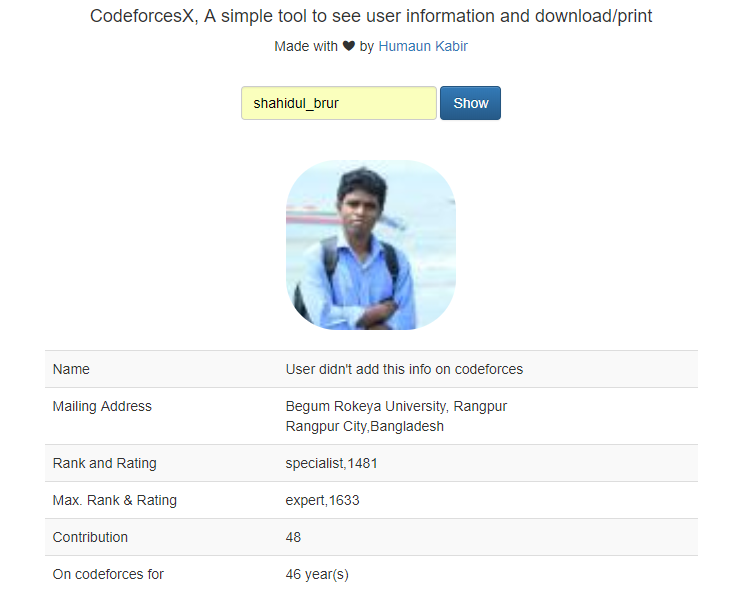 CodeforcesX, A simple tool to see user information and download/print
Made with ❤ by Humaun Kabir
shahidul_brur Show
Name User didn't add this info on codeforces
Mailing Address Begum Rokeya University, Rangpur
Rangpur City,Bangladesh
Rank and Rating specialist,1481
Max. Rank & Rating expert,1633
Contribution 48
On codeforces for 46 year(s)